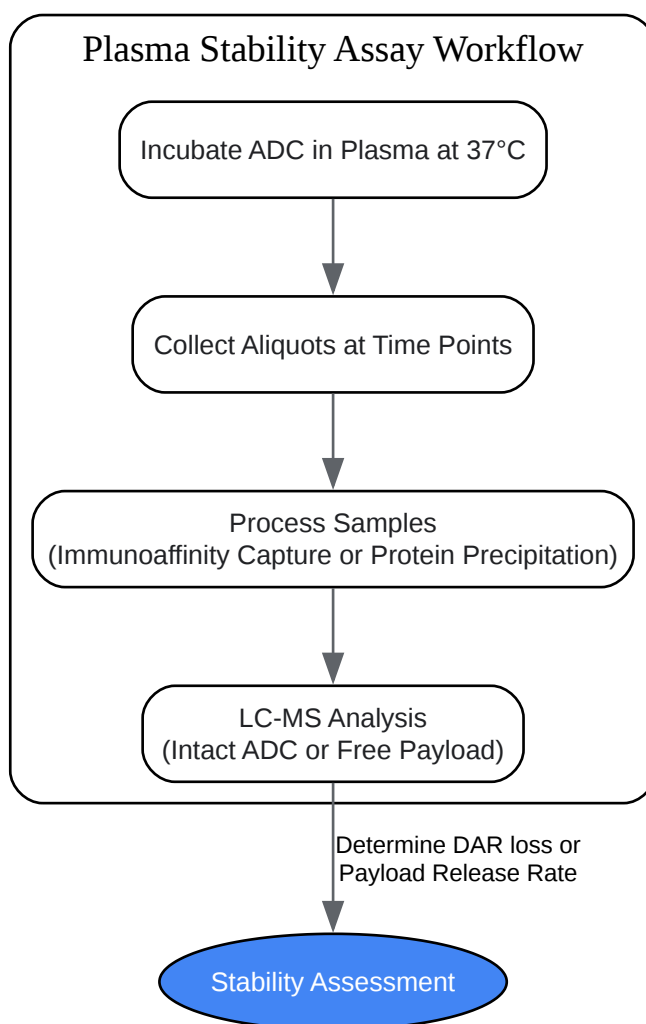 Plasma Stability Assay Workflow
Incubate ADC in Plasma at 37°C
Collect Aliquots at Time Points
Process Samples
(Immunoaffinity Capture or Protein Precipitation)
LC-MS Analysis
(Intact ADC or Free Payload)
Determine DAR loss or
Payload Release Rate
Stability Assessment